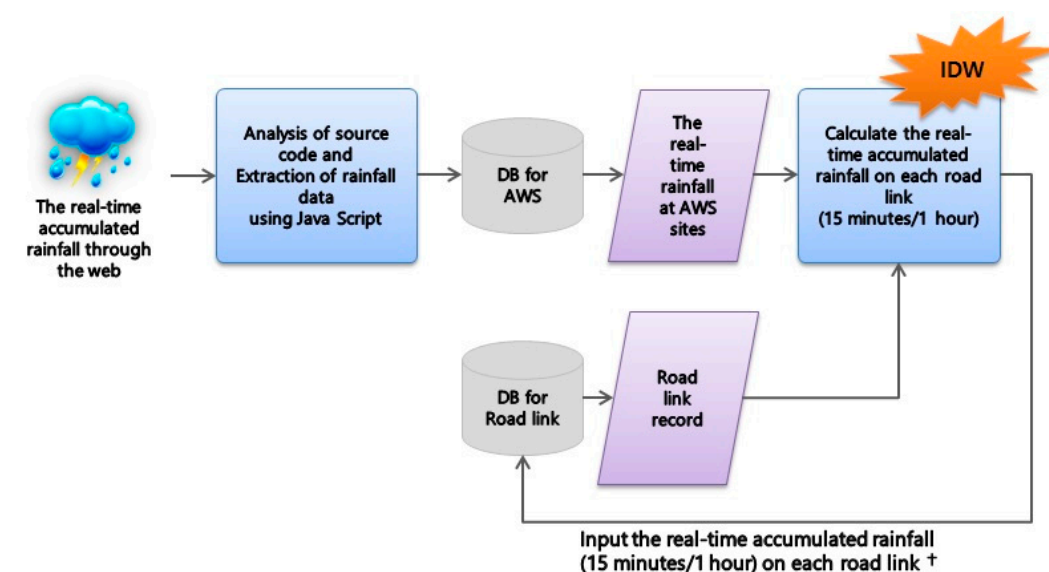 IDW
The real-time
accumulated
rainfall through
the web
Analysis of source
code and
Extraction of rainfall
data
using Java Script
DB for
AWS
The
real-
time
rainfall
at AWS
sites
Calculate the real-
time accumulated
rainfall on each road
link
(15 minutes/1 hour)
DB for
Road link
Road
link
record
Input the real-time accumulated rainfall
(15 minutes/1 hour) on each road link †